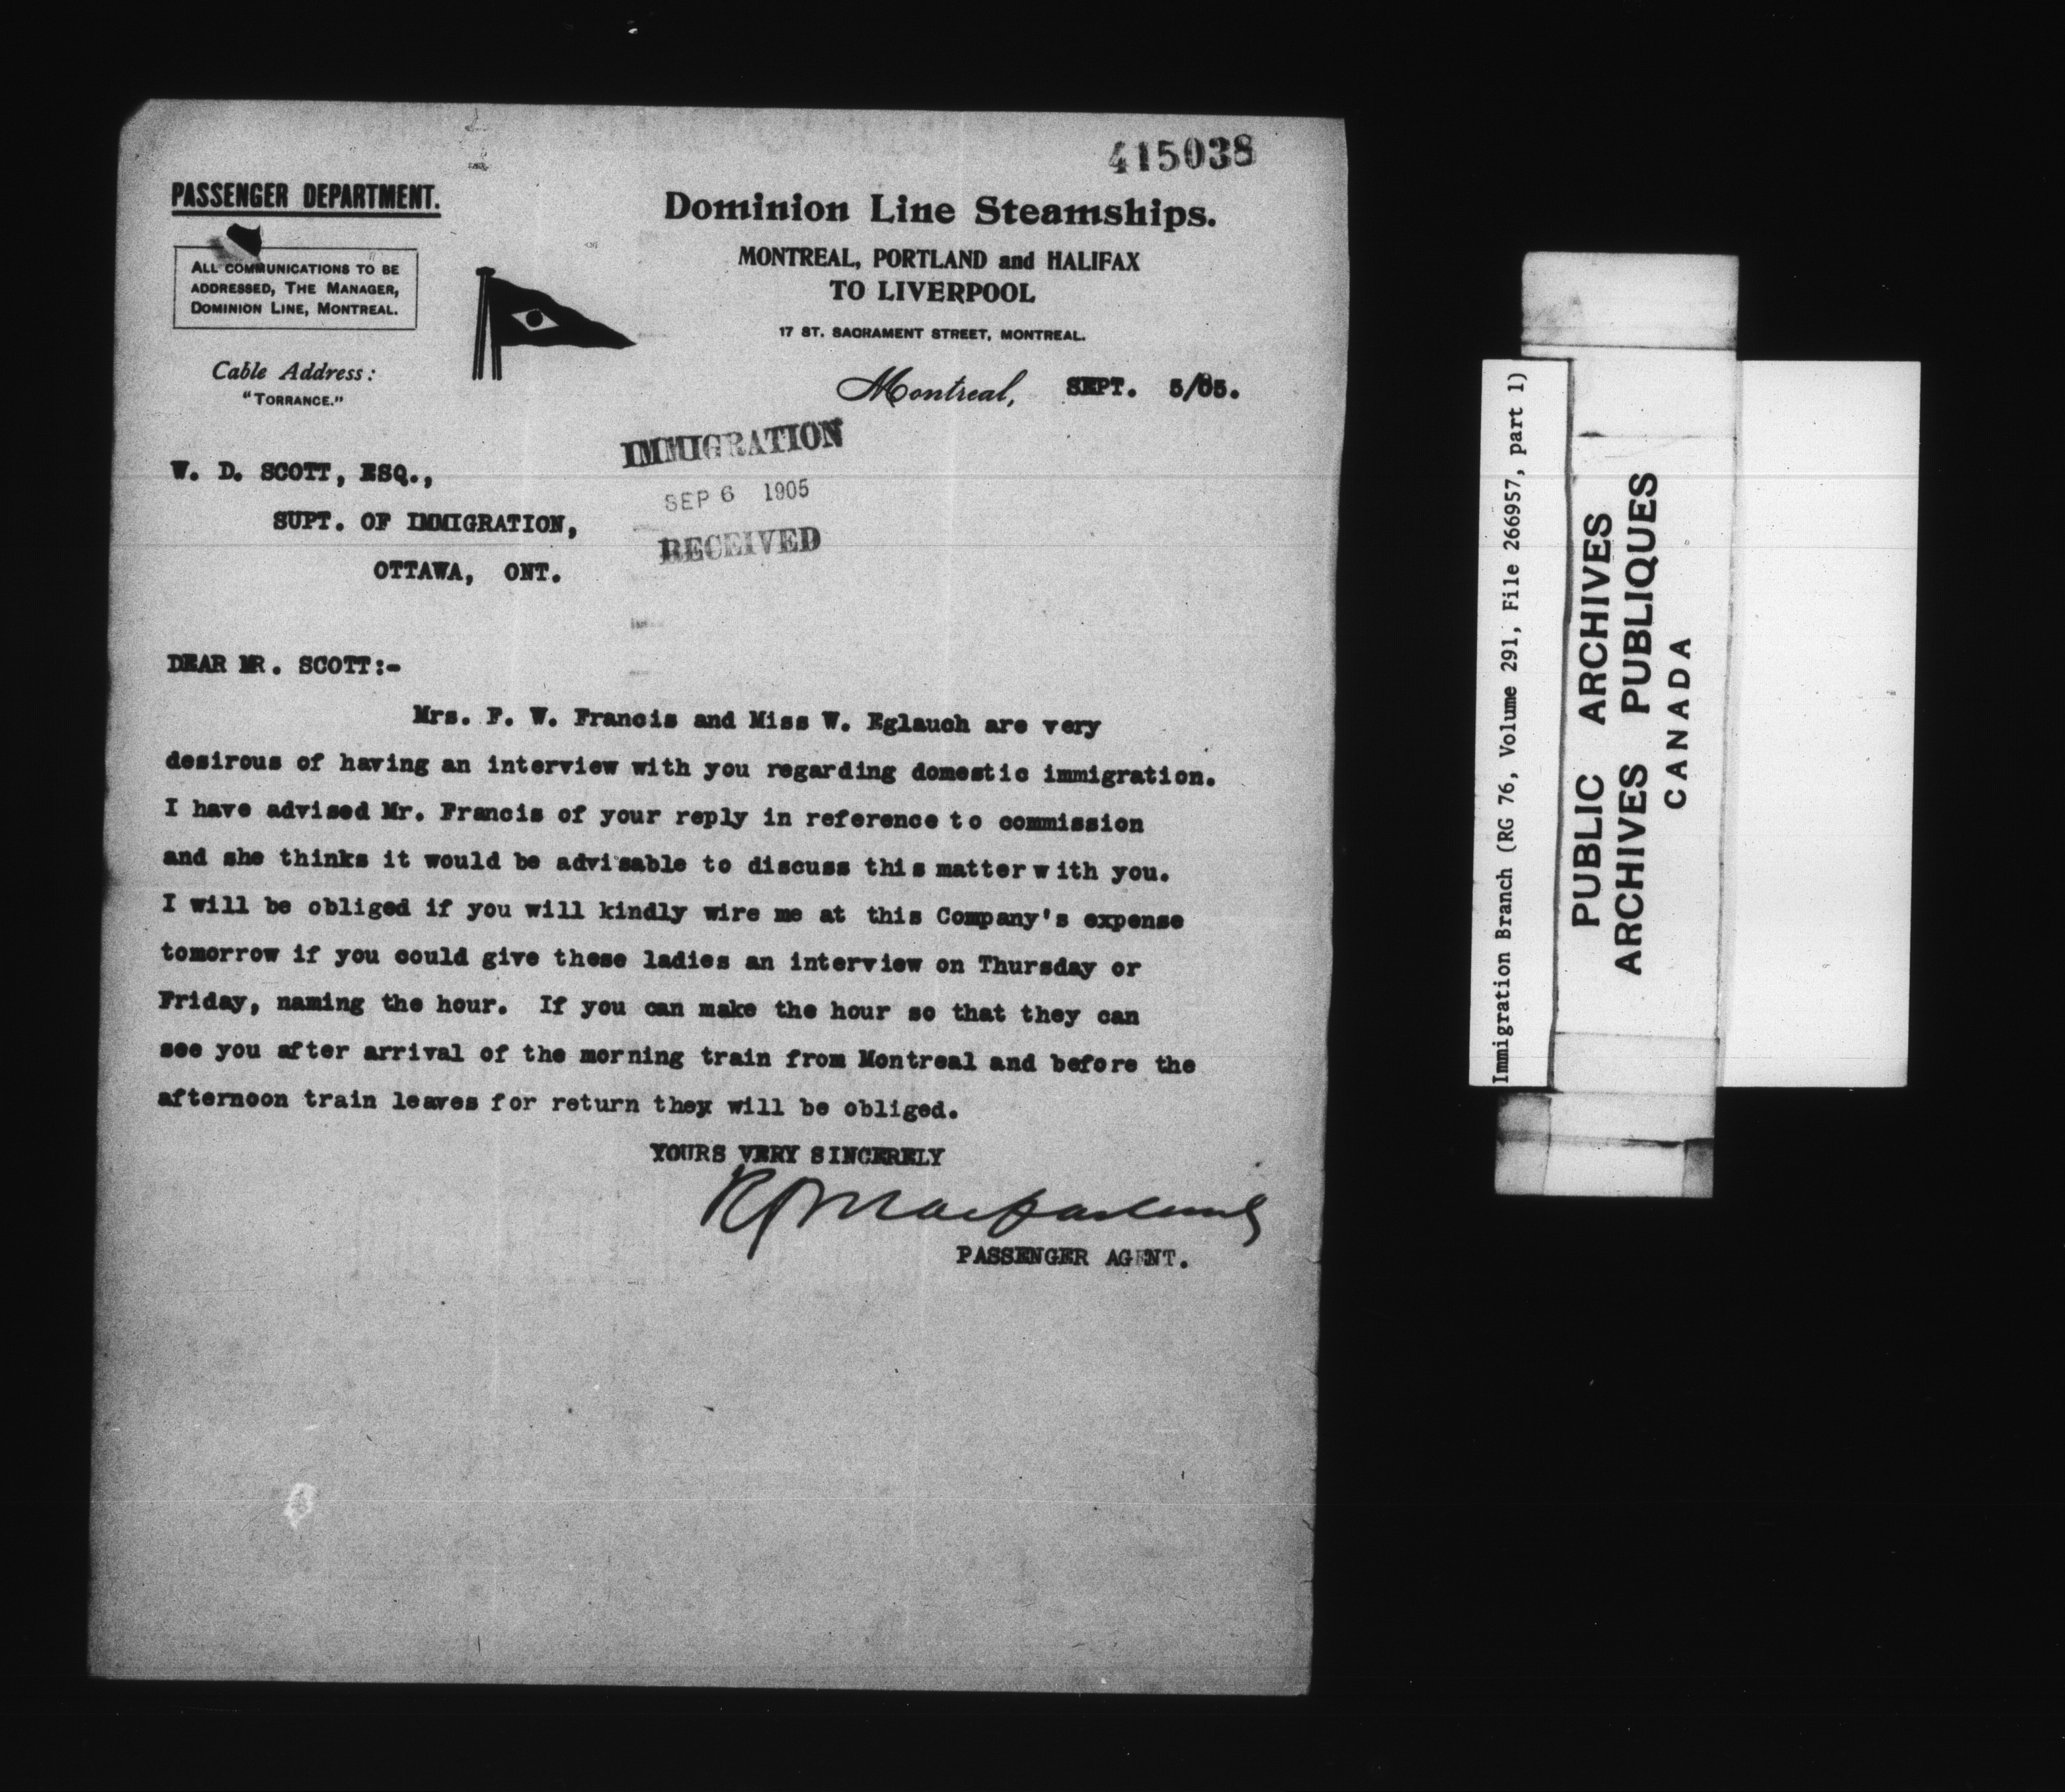 415038
PASSENGER DEPARTMENT.
ALL COMMUNICATIONS TO BE
ADDRESSED, THE MANAGER,
DOMINION LINE, MONTREAL.
Cable Address:
"TORRANCE."
Dominion Line Steamships.
MONTREAL, PORTLAND and HALIFAX
TO LIVERPOOL
17 ST. SACRAMENT STREET, MONTREAL.
Montreal, SEPT. 5/05.
IMMIGRATION
SEP 6 1905
RECEIVED
W. D. SCOTT, ESQ.,
SUPT. OF IMMIGRATION,
OTTAWA, ONT.
DEAR MR. SCOTT:-
Mrs. F. W. Francis and Miss W. Eglauch are very
desirous of having an interview with you regarding domestic immigration.
I have advised Mr. Francis of your reply in reference to commission
and she thinks it would be advisable to discuss this matter with you.
I will be obliged if you will kindly wire me at this Company's expense
tomorrow if you could give these ladies an interview on Thursday or
Friday, naming the hour. If you can make the hour so that they can
see you after arrival of the morning train from Montreal and before the
afternoon train leaves for return they will be obliged.
YOURS VERY SINCERELY
Macfarlane
PASSENGER AGENT.
Immigration Branch (RG 76, Volume 291, File 266957, part 1)
PUBLIC ARCHIVES
ARCHIVES PUBLIQUES
CANADA